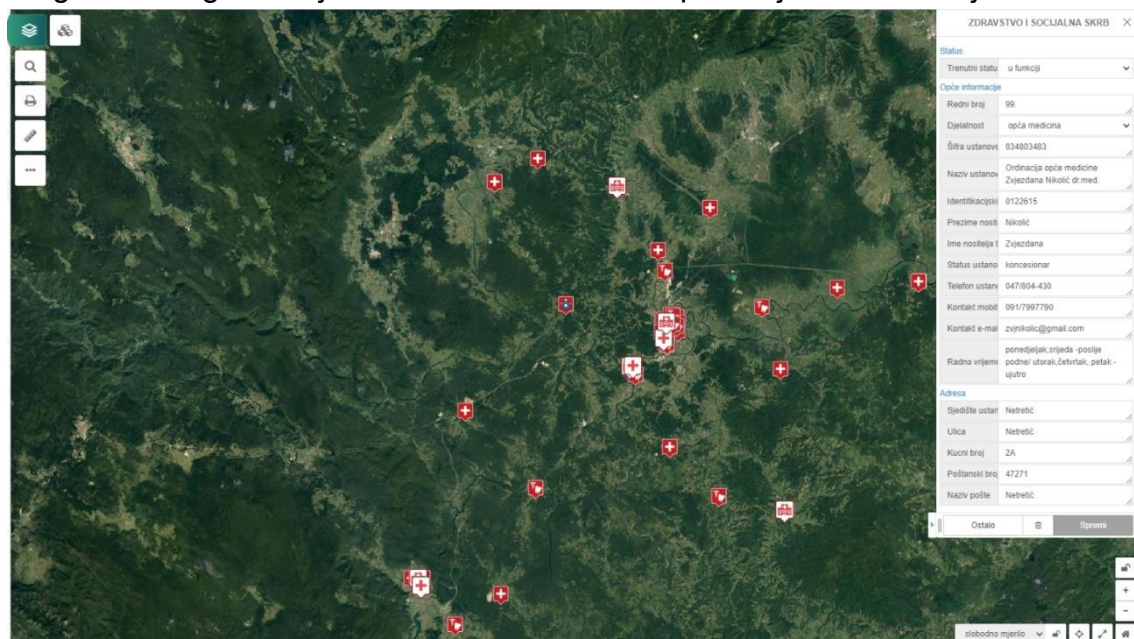 ZDRAVSTVO I SOCIJALNA SKRB
Status
Trenutni statu u funkciji
Opće informacije
Redni broj 99.
Djelatnost opća medicina
Šifra ustanove 034803483
Naziv ustanov Ordinacija opće medicine
Zvjezdana Nikolić dr.med.
Identifikacijski 0122615
Prezime nosit Nikolić
Ime nositelja t Zvjezdana
Status ustano koncesionar
Telefon ustan 047/804-430
Kontakt mobit 091/7997790
Kontakt e-mai zvjnikolic@gmail.com
Radno vrijeme ponedjeljak,srijeda -poslije
podne/ utorak,četvrtak, petak -
ujutro
Adresa
Sjedište ustan Netretić
Ulica Netretić
Kucni broj 2A
Poštanski broj 47271
Naziv pošte Netretić
Ostalo Spremi
slobodno mjerilo